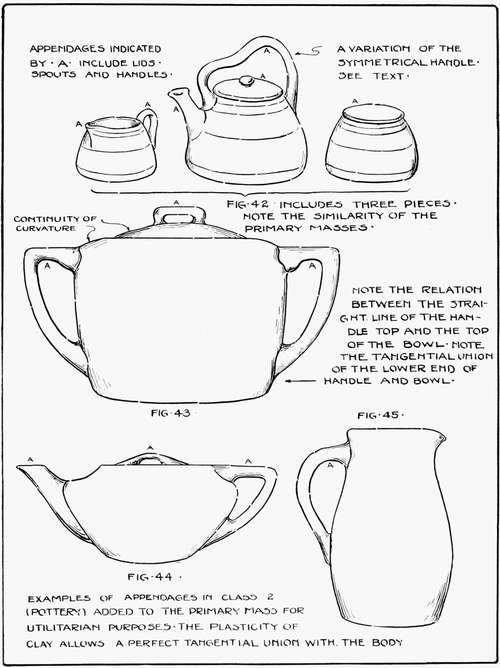 APPENDAGES INDICATED
BY · A · INCLUDE LIDS ·
SPOUTS AND HANDLES ·
A VARIATION OF THE
SYMMETRICAL HANDLE ·
SEE TEXT ·
A
A
A
A
A
A
FIG · 42 · INCLUDES THREE PIECES ·
NOTE THE SIMILARITY OF THE
PRIMARY MASSES ·
CONTINUITY OF
CURVATURE
A
A
A
NOTE THE RELATION
BETWEEN THE STRAI-
GHT LINE OF THE HAN-
DLE TOP AND THE TOP
OF THE BOWL · NOTE
THE TANGENTIAL UNION
OF THE LOWER END OF
HANDLE AND BOWL ·
FIG · 43 ·
FIG · 45 ·
A
A
A
A
FIG · 44 ·
EXAMPLES OF APPENDAGES IN CLASS 2
(POTTERY) ADDED TO THE PRIMARY MASS FOR
UTILITARIAN PURPOSES · THE PLASTICITY OF
CLAY ALLOWS A PERFECT TANGENTIAL UNION WITH THE BODY